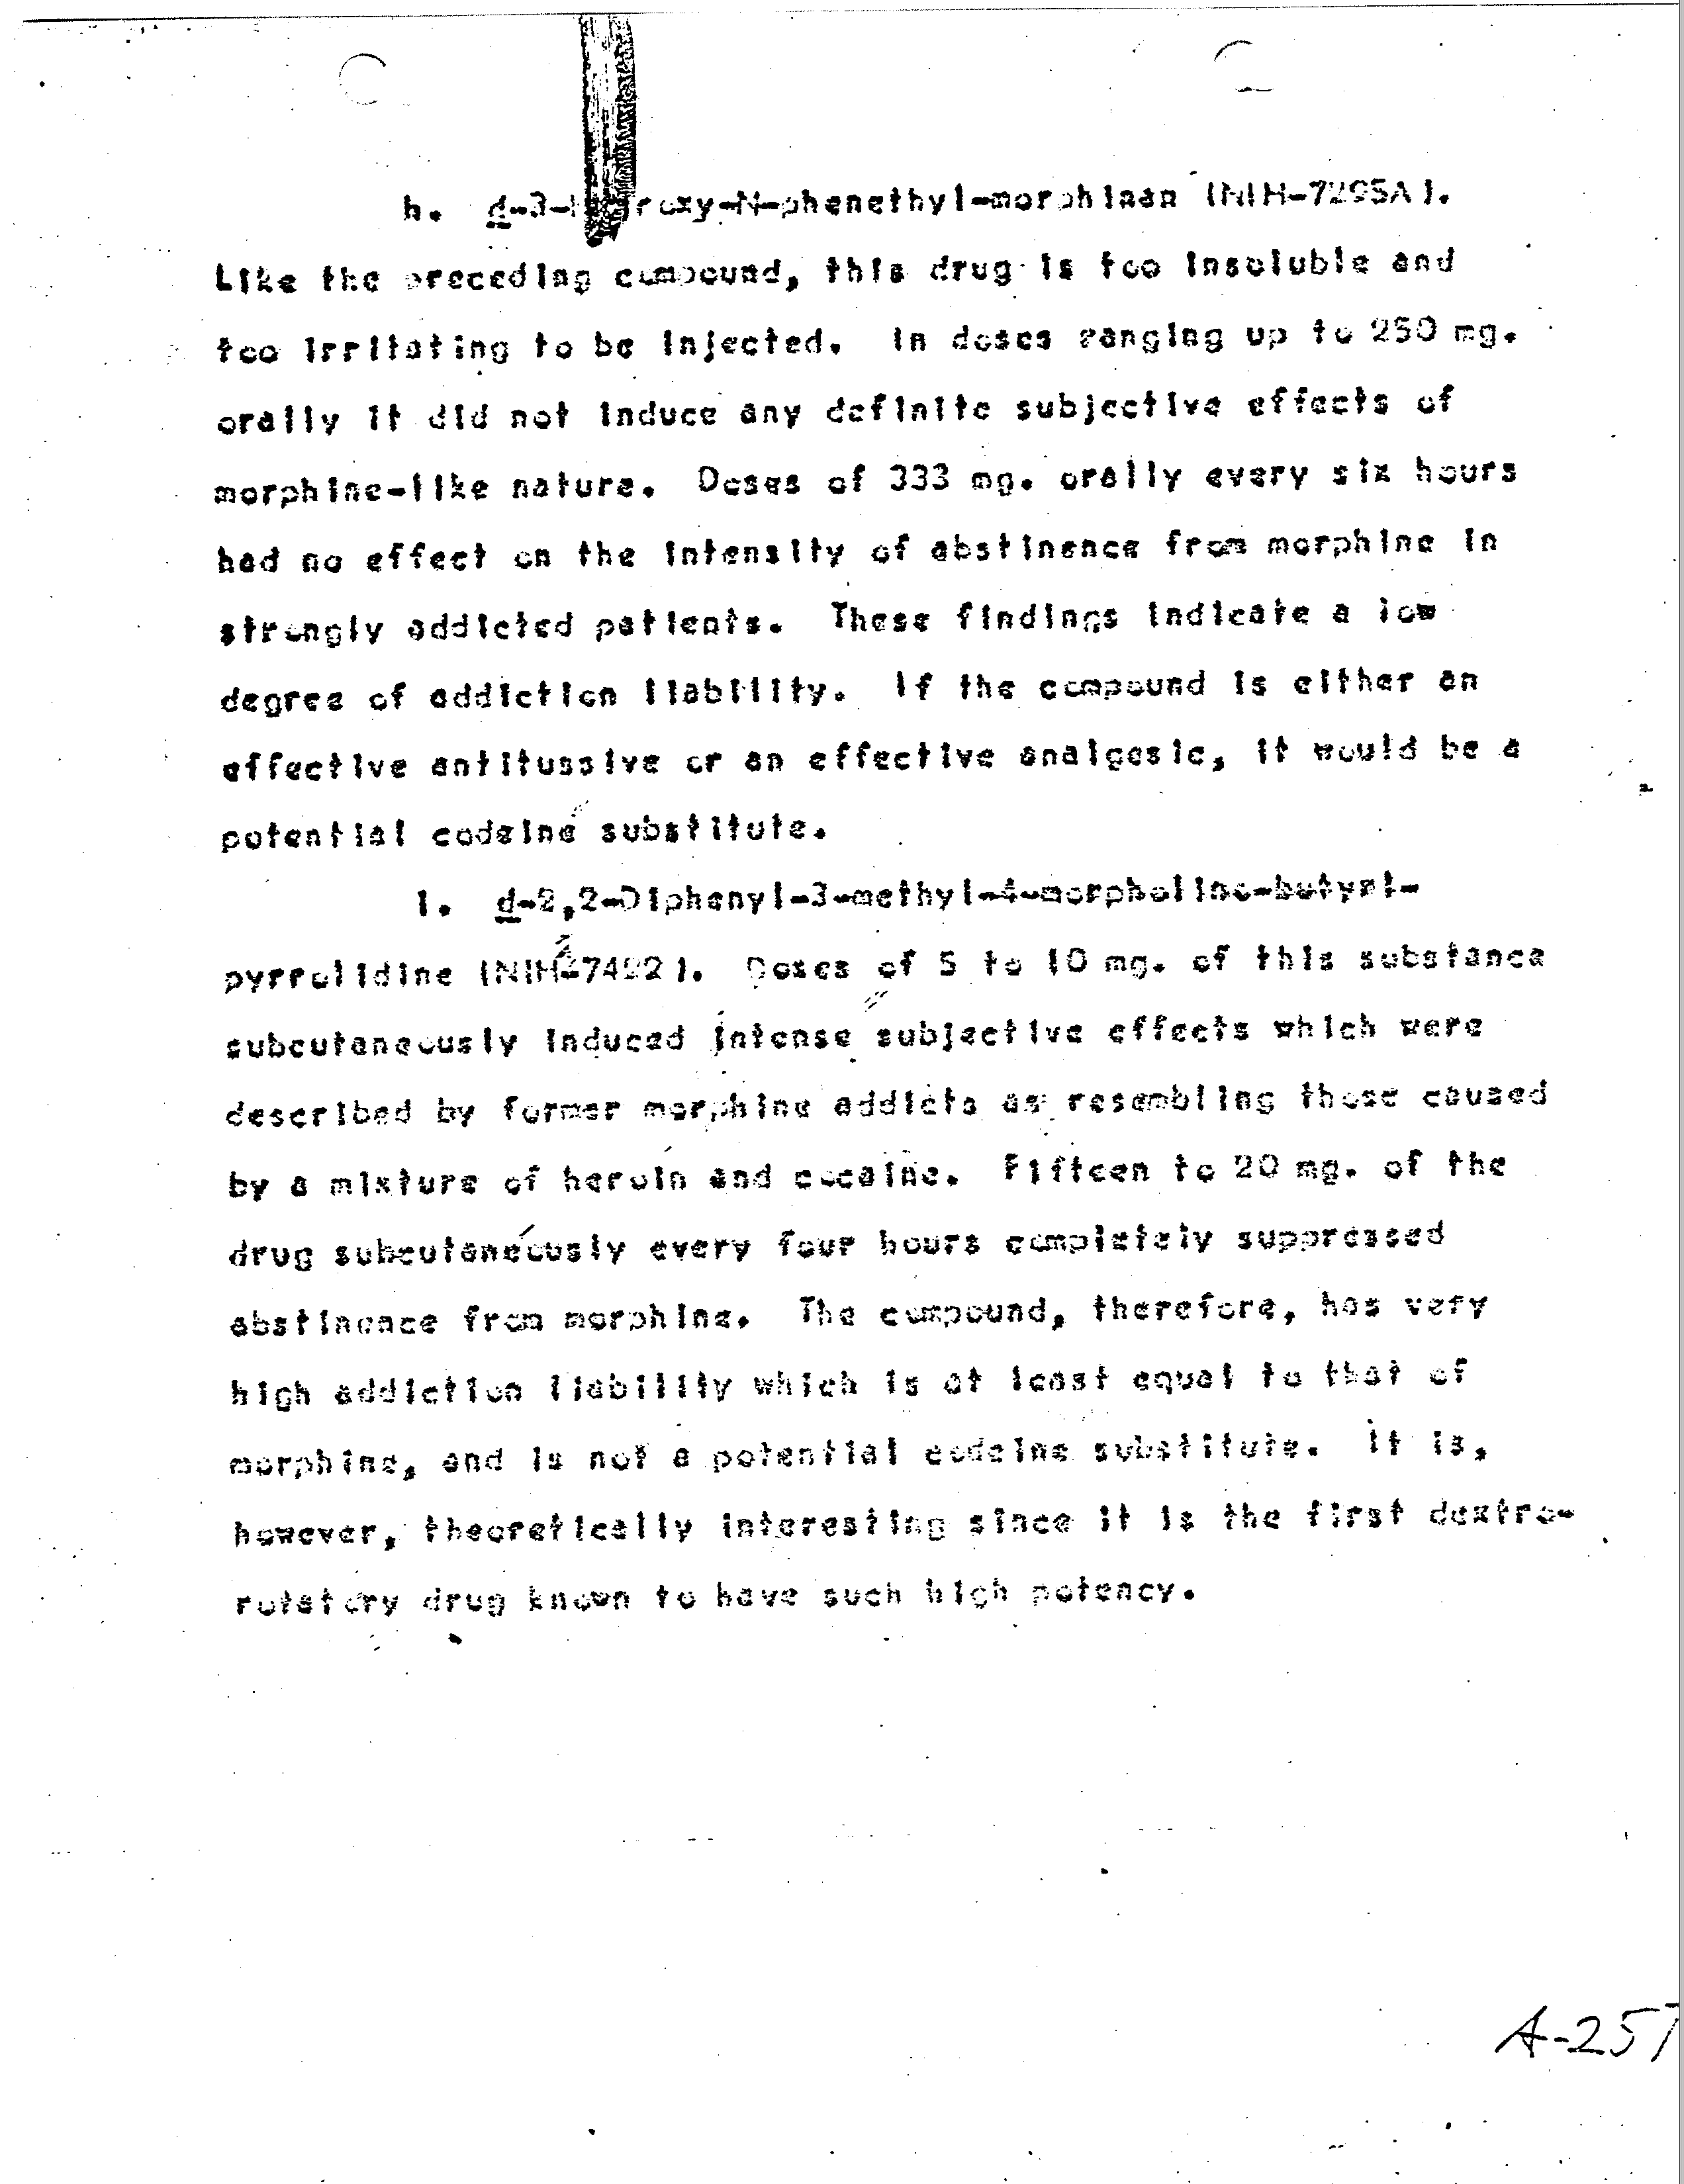 h. d-3-Hydroxy-N-phenethyl-morphinan (NIH-7295A).
Like the preceding compound, this drug is too insoluble and
too irritating to be injected. In doses ranging up to 250 mg.
orally it did not induce any definite subjective effects of
morphine-like nature. Doses of 333 mg. orally every six hours
had no effect on the intensity of abstinence from morphine in
strongly addicted patients. These findings indicate a low
degree of addiction liability. If the compound is either an
effective antitussive or an effective analgesic, it would be a
potential codeine substitute.
i. d-2,2-Diphenyl-3-methyl-4-morpholino-butyryl-
pyrrolidine (NIH-7422). Doses of 5 to 10 mg. of this substance
subcutaneously induced intense subjective effects which were
described by former morphine addicts as resembling those caused
by a mixture of heroin and cocaine. Fifteen to 20 mg. of the
drug subcutaneously every four hours completely suppressed
abstinence from morphine. The compound, therefore, has very
high addiction liability which is at least equal to that of
morphine, and is not a potential codeine substitute. It is,
however, theoretically interesting since it is the first dextro-
rotatory drug known to have such high potency.
A-257